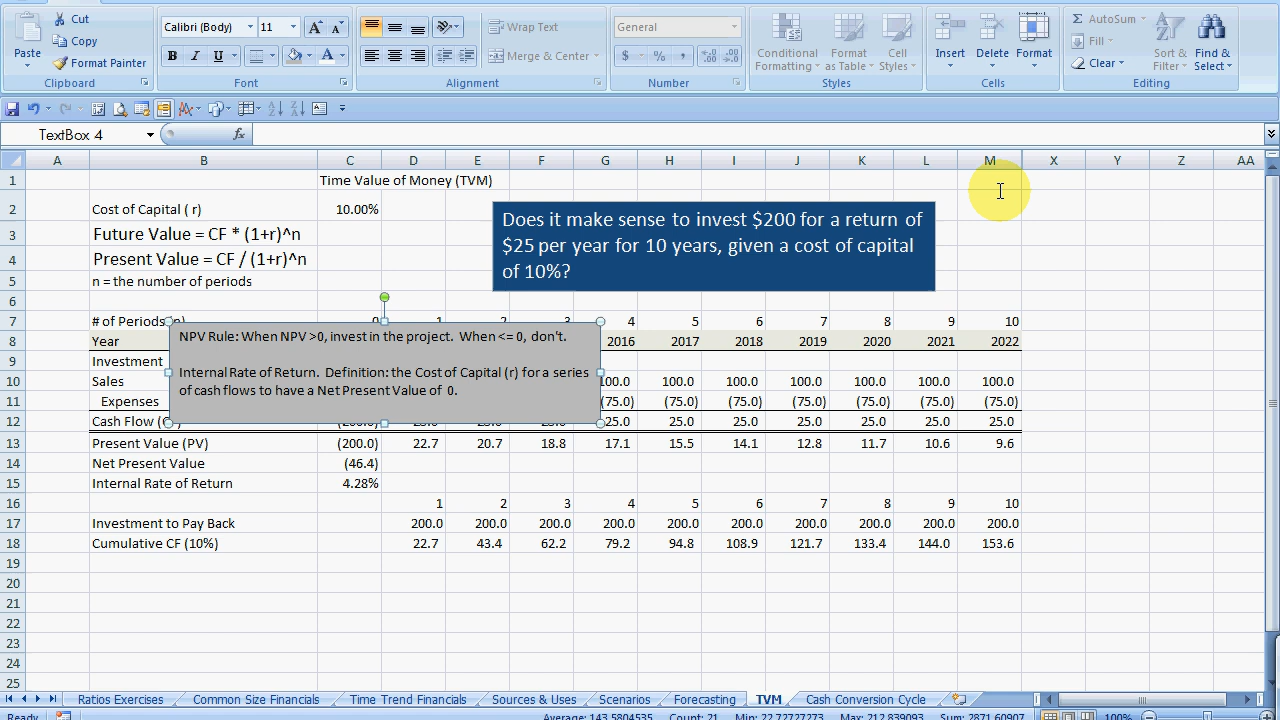 Cut
Copy
Paste
Format Painter
Clipboard
Calibri (Body)
11
B I U
Font
Wrap Text
Merge & Center
Alignment
General
$ % ,
Number
Conditional Formatting
Format as Table
Cell Styles
Styles
Insert
Delete
Format
Cells
AutoSum
Fill
Clear
Sort & Filter
Find & Select
Editing
TextBox 4
fx
A B C D E F G H I J K L M X Y Z AA
1 Time Value of Money (TVM)
2 Cost of Capital ( r) 10.00%
Does it make sense to invest $200 for a return of
$25 per year for 10 years, given a cost of capital
of 10%?
3 Future Value = CF * (1+r)^n
4 Present Value = CF / (1+r)^n
5 n = the number of periods
6
7 # of Periods (n) 0 1 2 3 4 5 6 7 8 9 10
8 Year 2016 2017 2018 2019 2020 2021 2022
NPV Rule: When NPV >0, invest in the project. When <= 0, don't.
Internal Rate of Return. Definition: the Cost of Capital (r) for a series
of cash flows to have a Net Present Value of 0.
9 Investment
10 Sales 100.0 100.0 100.0 100.0 100.0 100.0 100.0
11 Expenses (75.0) (75.0) (75.0) (75.0) (75.0) (75.0) (75.0)
12 Cash Flow (200.0) 25.0 25.0 25.0 25.0 25.0 25.0 25.0 25.0 25.0 25.0
13 Present Value (PV) (200.0) 22.7 20.7 18.8 17.1 15.5 14.1 12.8 11.7 10.6 9.6
14 Net Present Value (46.4)
15 Internal Rate of Return 4.28%
16 1 2 3 4 5 6 7 8 9 10
17 Investment to Pay Back 200.0 200.0 200.0 200.0 200.0 200.0 200.0 200.0 200.0 200.0
18 Cumulative CF (10%) 22.7 43.4 62.2 79.2 94.8 108.9 121.7 133.4 144.0 153.6
19
20
21
22
23
24
25
Ratios Exercises Common Size Financials Time Trend Financials Sources & Uses Scenarios Forecasting TVM Cash Conversion Cycle
Ready Average: 143.5804535 Count: 21 Min: 22.72727273 Max: 212.839093 Sum: 2871.60907 100%